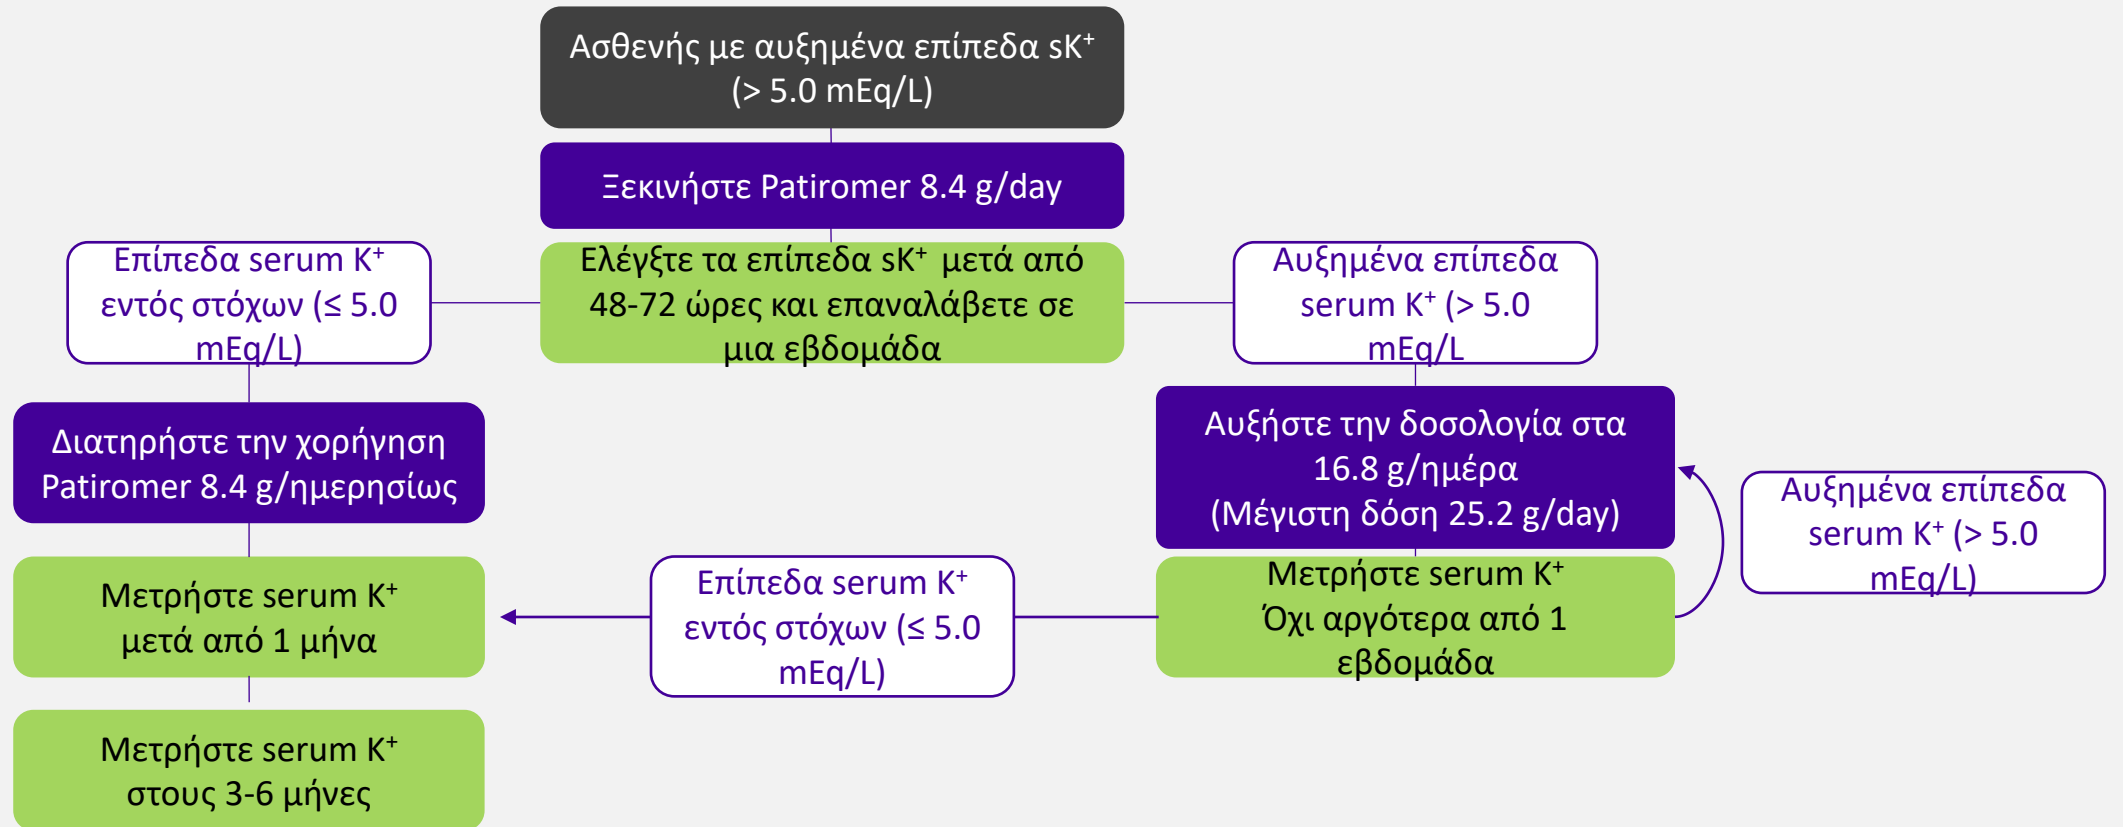 Ασθενής με αυξημένα επίπεδα sK⁺
(> 5.0 mEq/L)
Ξεκινήστε Patiromer 8.4 g/day
Επίπεδα serum K⁺
εντός στόχων (≤ 5.0
mEq/L)
Ελέγξτε τα επίπεδα sK⁺ μετά από
48-72 ώρες και επαναλάβετε σε
μια εβδομάδα
Αυξημένα επίπεδα
serum K⁺ (> 5.0
mEq/L
Διατηρήστε την χορήγηση
Patiromer 8.4 g/ημερησίως
Αυξήστε την δοσολογία στα
16.8 g/ημέρα
(Μέγιστη δόση 25.2 g/day)
Αυξημένα επίπεδα
serum K⁺ (> 5.0
mEq/L)
Μετρήστε serum K⁺
μετά από 1 μήνα
Επίπεδα serum K⁺
εντός στόχων (≤ 5.0
mEq/L)
Μετρήστε serum K⁺
Όχι αργότερα από 1
εβδομάδα
Μετρήστε serum K⁺
στους 3-6 μήνες